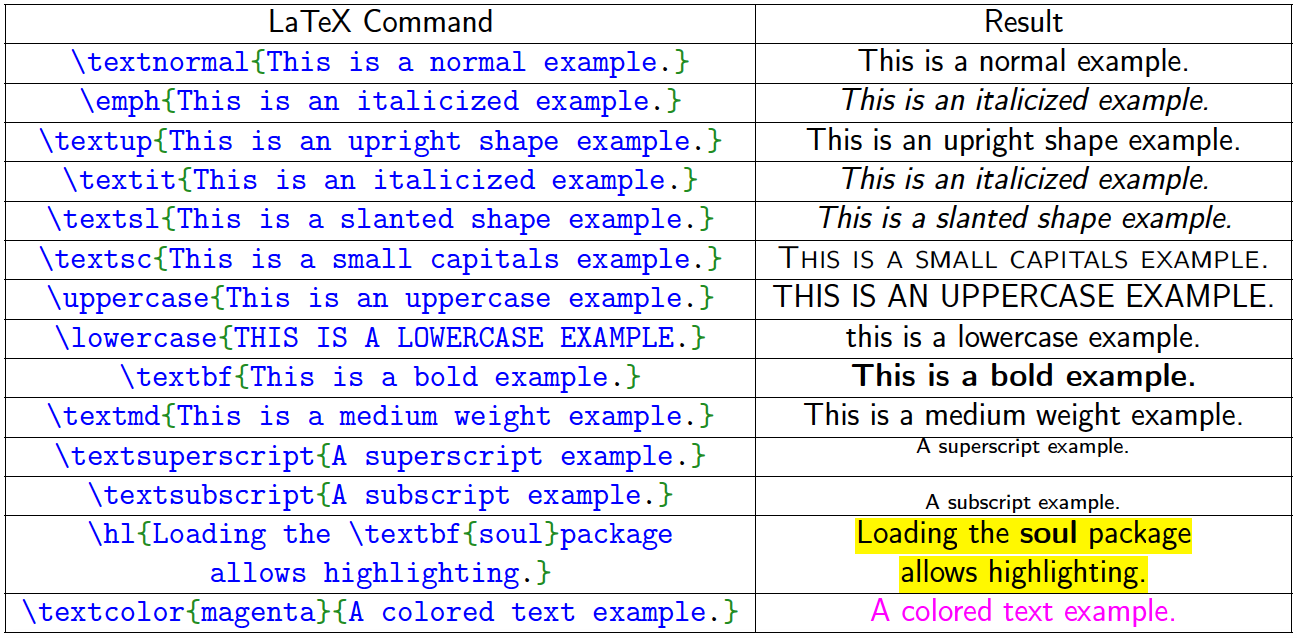 LaTeX Command Result
\textnormal{This is a normal example.} This is a normal example.
\emph{This is an italicized example.} This is an italicized example.
\textup{This is an upright shape example.} This is an upright shape example.
\textit{This is an italicized example.} This is an italicized example.
\textsl{This is a slanted shape example.} This is a slanted shape example.
\textsc{This is a small capitals example.} THIS IS A SMALL CAPITALS EXAMPLE.
\uppercase{This is an uppercase example.} THIS IS AN UPPERCASE EXAMPLE.
\lowercase{THIS IS A LOWERCASE EXAMPLE.} this is a lowercase example.
\textbf{This is a bold example.} This is a bold example.
\textmd{This is a medium weight example.} This is a medium weight example.
\textsuperscript{A superscript example.} A superscript example.
\textsubscript{A subscript example.} A subscript example.
\hl{Loading the \textbf{soul}package Loading the soul package
allows highlighting.} allows highlighting.
\textcolor{magenta}{A colored text example.} A colored text example.